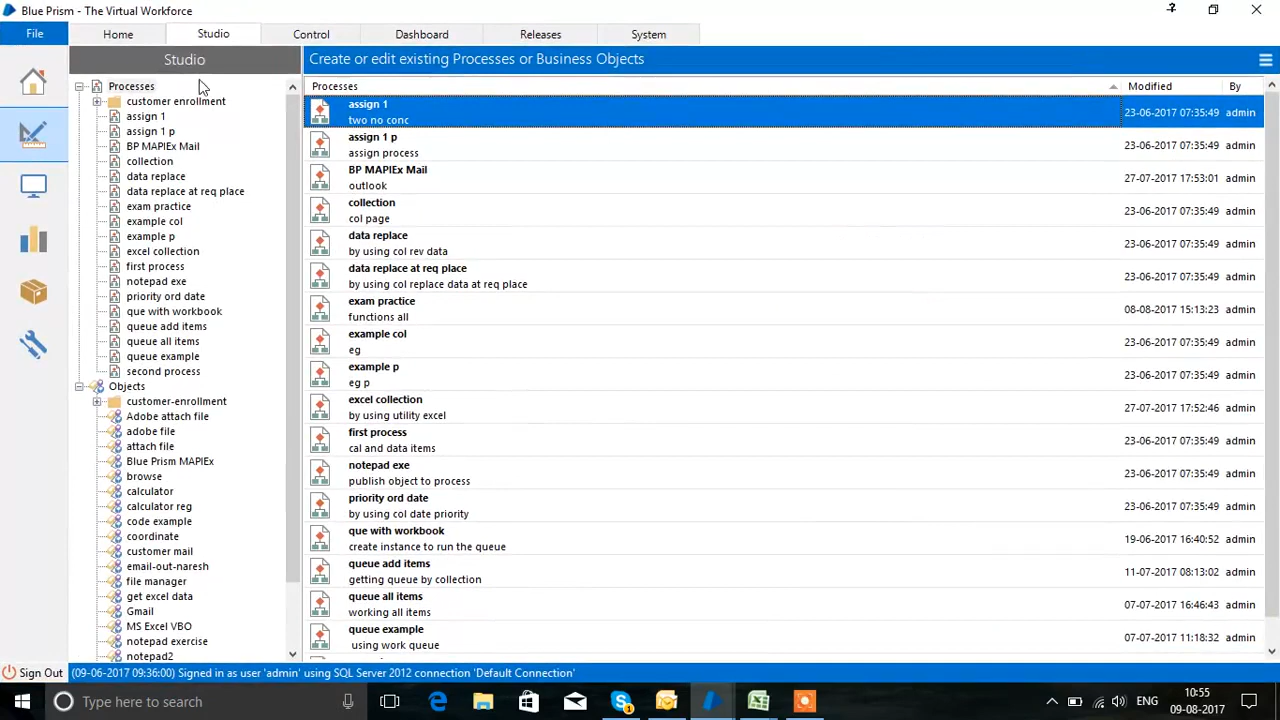 Blue Prism - The Virtual Workforce
File
Home
Studio
Control
Dashboard
Releases
System
Studio
Create or edit existing Processes or Business Objects
Processes
customer enrollment
assign 1
assign 1 p
BP MAPIEx Mail
collection
data replace
data replace at req place
exam practice
example col
example p
excel collection
first process
notepad exe
priority ord date
que with workbook
queue add items
queue all items
queue example
second process
Objects
customer-enrollment
Adobe attach file
adobe file
attach file
Blue Prism MAPIEx
browse
calculator
calculator reg
code example
coordinate
customer mail
email-out-naresh
file manager
get excel data
Gmail
MS Excel VBO
notepad exercise
notepad2
Processes Modified By
assign 1
two no conc
23-06-2017 07:35:49 admin
assign 1 p
assign process
23-06-2017 07:35:49 admin
BP MAPIEx Mail
outlook
27-07-2017 17:53:01 admin
collection
col page
23-06-2017 07:35:49 admin
data replace
by using col rev data
23-06-2017 07:35:49 admin
data replace at req place
by using col replace data at req place
23-06-2017 07:35:49 admin
exam practice
functions all
08-08-2017 15:13:23 admin
example col
eg
23-06-2017 07:35:49 admin
example p
eg p
23-06-2017 07:35:49 admin
excel collection
by using utility excel
27-07-2017 17:52:46 admin
first process
cal and data items
23-06-2017 07:35:49 admin
notepad exe
publish object to process
23-06-2017 07:35:49 admin
priority ord date
by using col date priority
23-06-2017 07:35:49 admin
que with workbook
create instance to run the queue
19-06-2017 16:40:52 admin
queue add items
getting queue by collection
11-07-2017 08:13:02 admin
queue all items
working all items
07-07-2017 16:46:43 admin
queue example
using work queue
07-07-2017 11:18:32 admin
Sign Out
(09-06-2017 09:36:00) Signed in as user 'admin' using SQL Server 2012 connection 'Default Connection'
Type here to search
ENG
10:55
09-08-2017